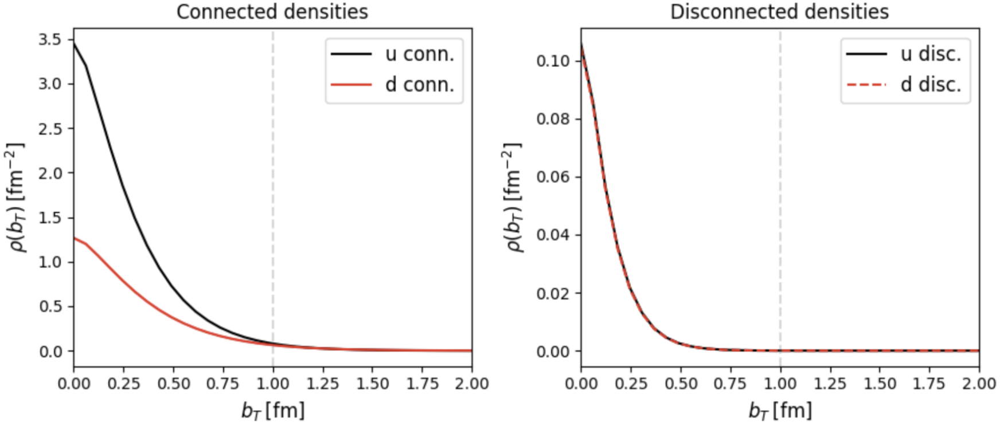 Connected densities
3.5
3.0
2.5
2.0
1.5
1.0
0.5
0.0
ρ(b_T) [fm⁻²]
u conn.
d conn.
0.00 0.25 0.50 0.75 1.00 1.25 1.50 1.75 2.00
b_T [fm]
Disconnected densities
0.10
0.08
0.06
0.04
0.02
0.00
ρ(b_T) [fm⁻²]
u disc.
d disc.
0.00 0.25 0.50 0.75 1.00 1.25 1.50 1.75 2.00
b_T [fm]